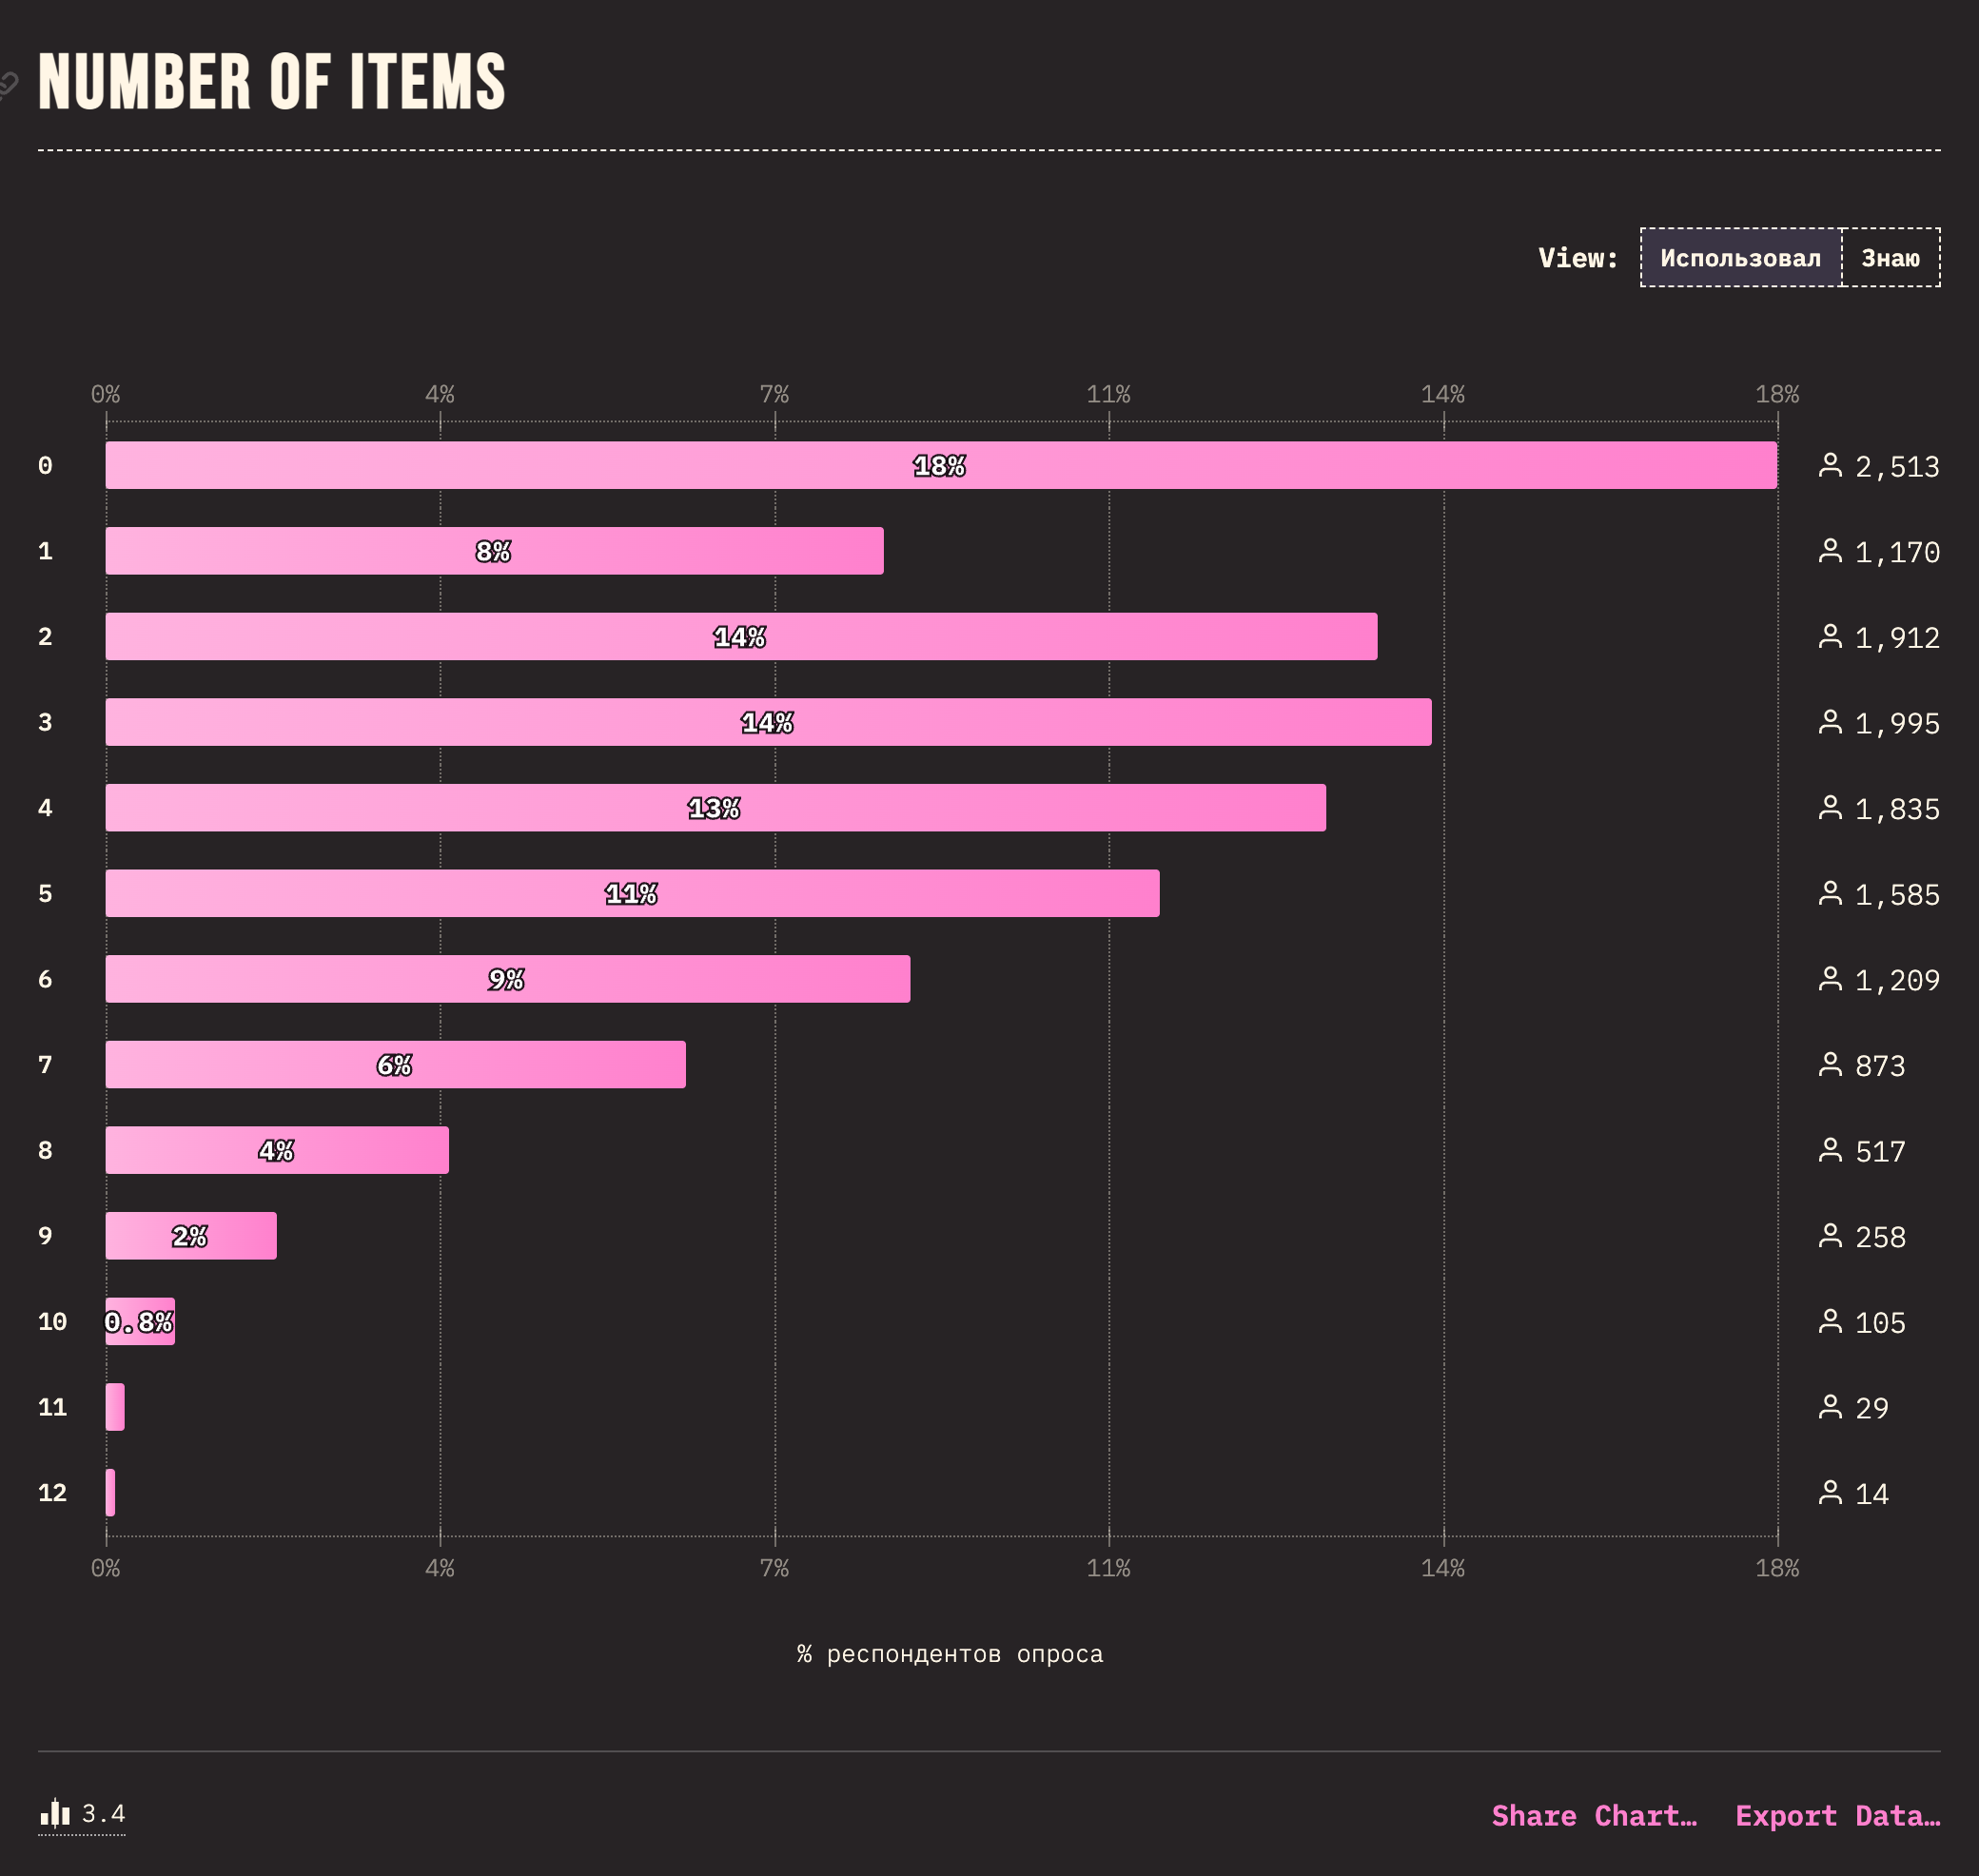 NUMBER OF ITEMS
View: Использовал Знаю
0% 4% 7% 11% 14% 18%
0 18% 2,513
1 8% 1,170
2 14% 1,912
3 14% 1,995
4 13% 1,835
5 11% 1,585
6 9% 1,209
7 6% 873
8 4% 517
9 2% 258
10 0.8% 105
11 29
12 14
0% 4% 7% 11% 14% 18%
% респондентов опроса
3.4 Share Chart… Export Data…